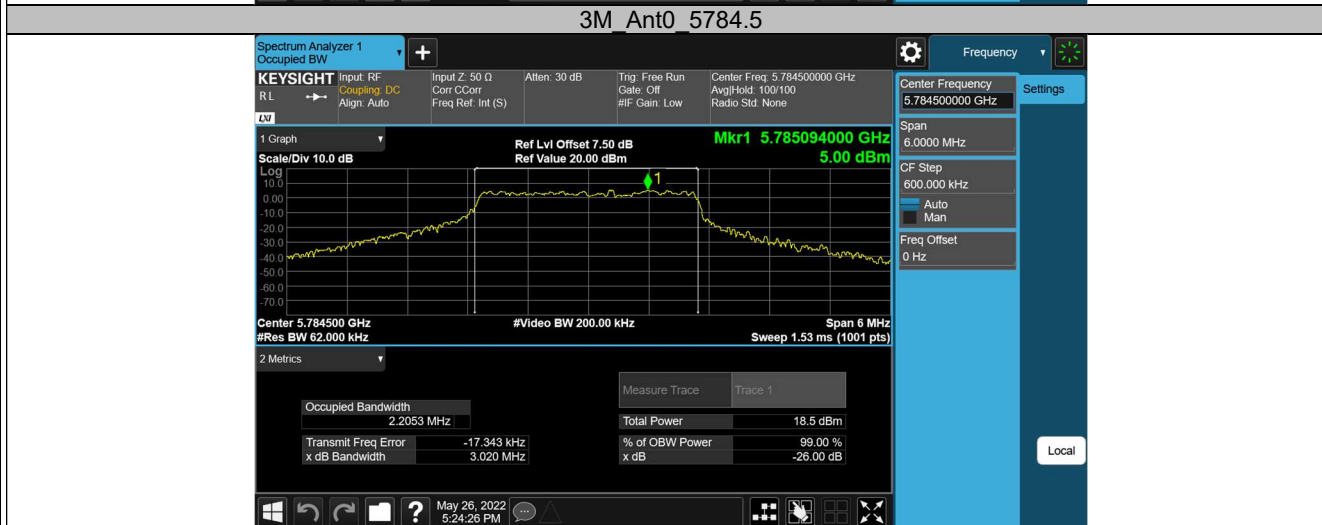 3M_Ant0_5784.5
Spectrum Analyzer 1
Occupied BW
+
Frequency
KEYSIGHT
RL
LXI
Input: RF
Coupling: DC
Align: Auto
Input Z: 50 Ω
Corr CCorr
Freq Ref: Int (S)
Atten: 30 dB
Trig: Free Run
Gate: Off
#IF Gain: Low
Center Freq: 5.784500000 GHz
Avg|Hold: 100/100
Radio Std: None
Center Frequency
5.784500000 GHz
Settings
Span
6.0000 MHz
CF Step
600.000 kHz
Auto
Man
Freq Offset
0 Hz
Local
1 Graph
Scale/Div 10.0 dB
Ref Lvl Offset 7.50 dB
Ref Value 20.00 dBm
Mkr1 5.785094000 GHz
5.00 dBm
Log
10.0
0.00
-10.0
-20.0
-30.0
-40.0
-50.0
-60.0
-70.0
1
Center 5.784500 GHz
#Res BW 62.000 kHz
#Video BW 200.00 kHz
Span 6 MHz
Sweep 1.53 ms (1001 pts)
2 Metrics
Measure Trace Trace 1
Occupied Bandwidth
2.2053 MHz
Total Power 18.5 dBm
Transmit Freq Error -17.343 kHz
% of OBW Power 99.00 %
x dB Bandwidth 3.020 MHz
x dB -26.00 dB
?
May 26, 2022
5:24:26 PM